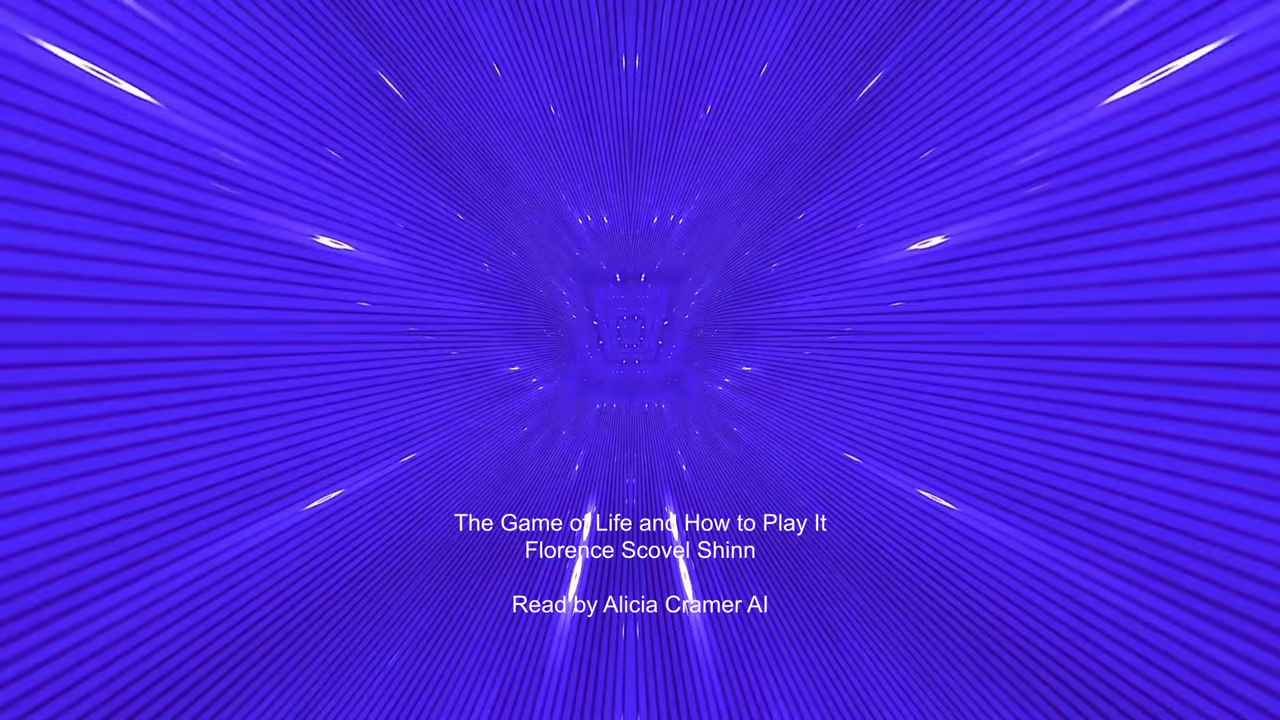 The Game of Life and How to Play It
Florence Scovel Shinn
Read by Alicia Cramer AI